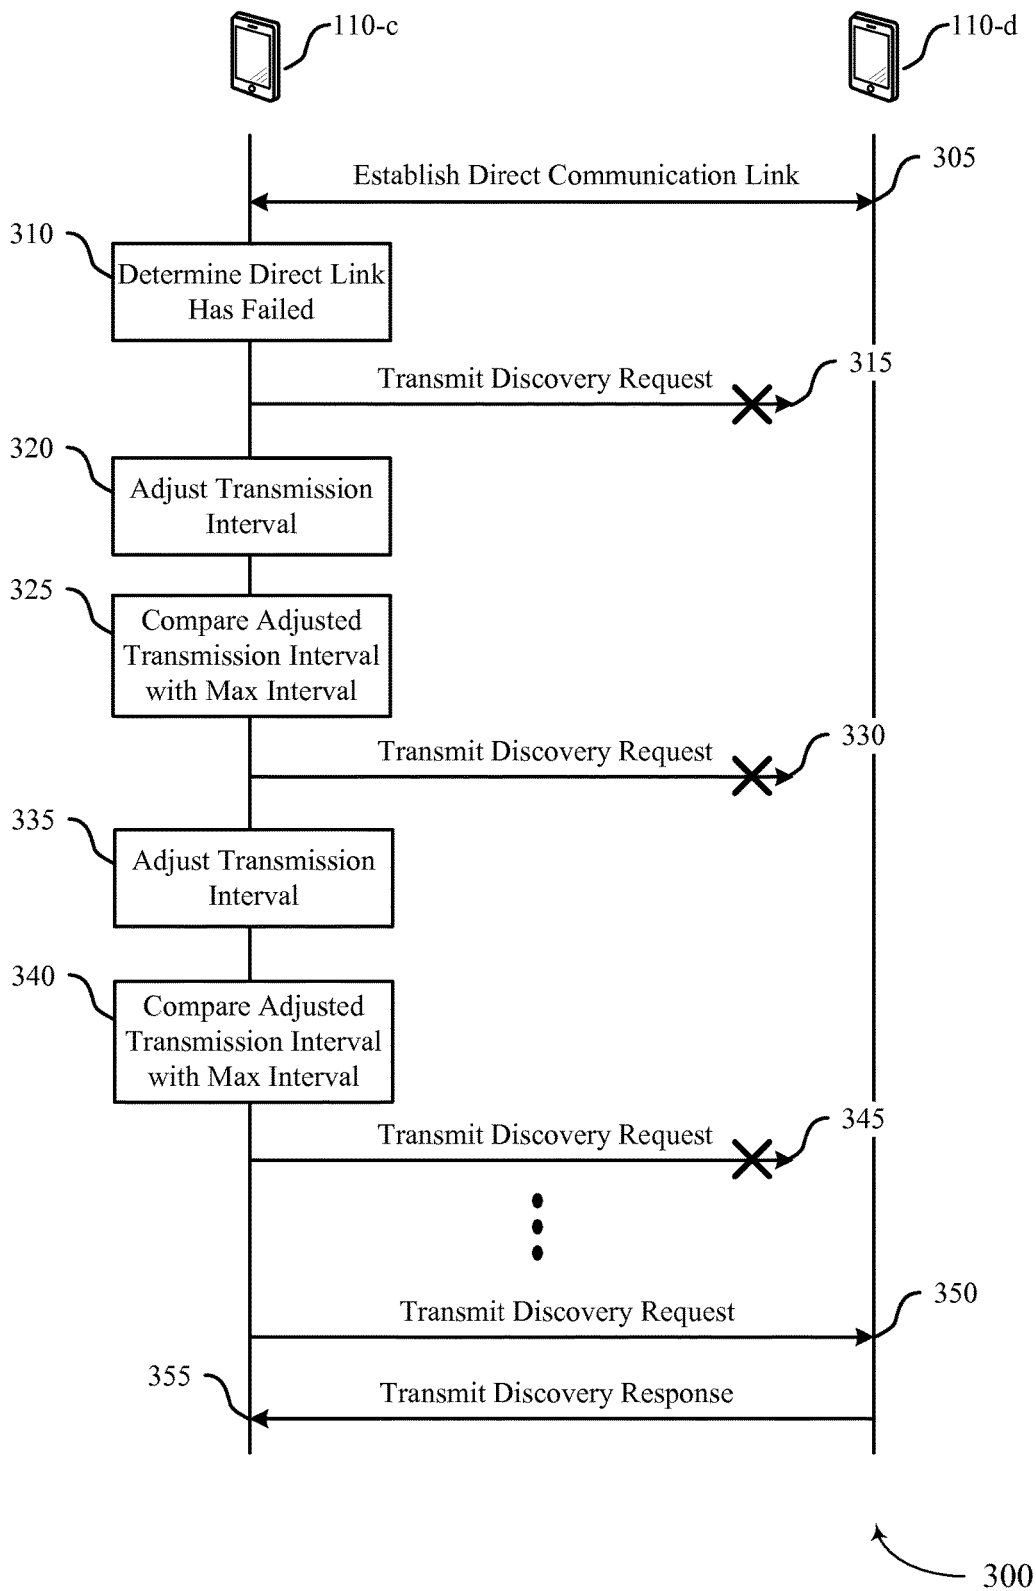 110-c
110-d
Establish Direct Communication Link
305
310
Determine Direct Link
Has Failed
315
Transmit Discovery Request
320
Adjust Transmission
Interval
325
Compare Adjusted
Transmission Interval
with Max Interval
330
Transmit Discovery Request
335
Adjust Transmission
Interval
340
Compare Adjusted
Transmission Interval
with Max Interval
345
Transmit Discovery Request
350
Transmit Discovery Request
355
Transmit Discovery Response
300